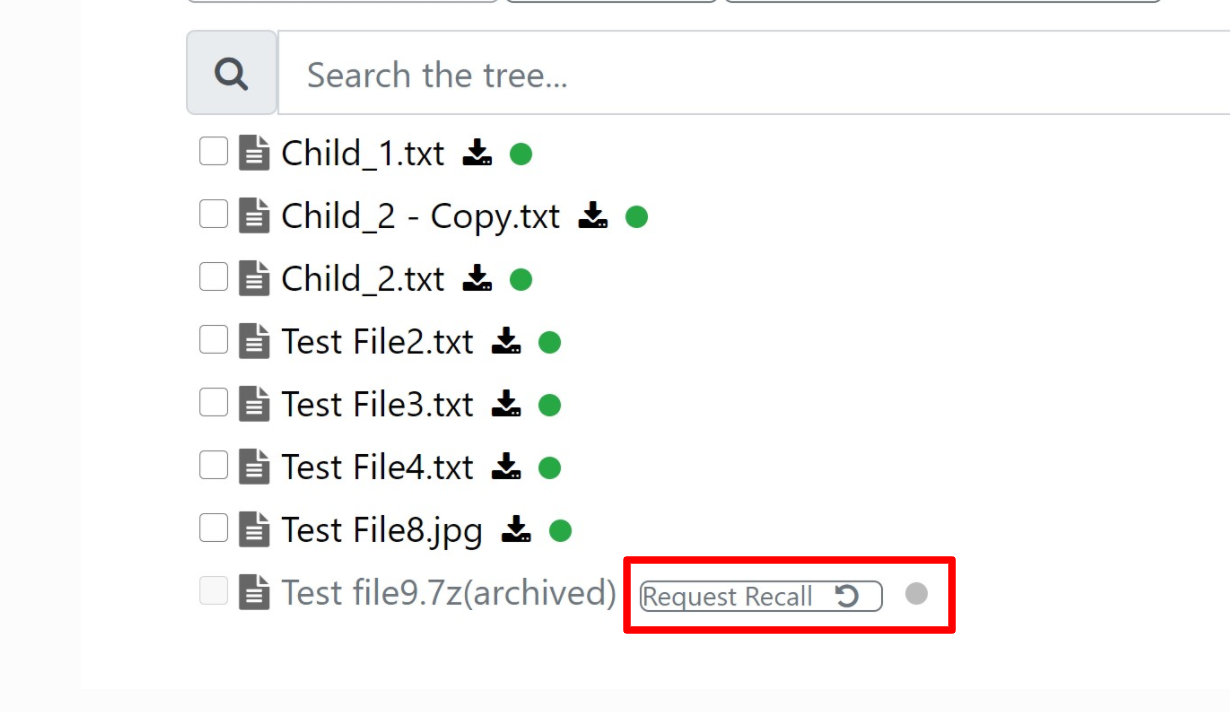 Search the tree...
Child_1.txt
Child_2 - Copy.txt
Child_2.txt
Test File2.txt
Test File3.txt
Test File4.txt
Test File8.jpg
Test file9.7z(archived) Request Recall